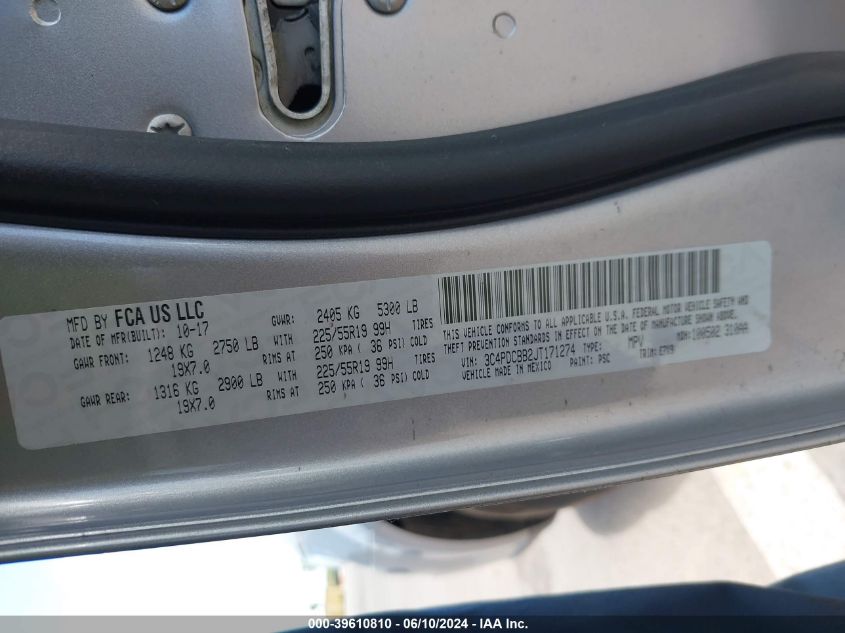 MFD BY FCA US LLC
DATE OF MFR(BUILT): 10-17 GVWR: 2405 KG 5300 LB
GAWR FRONT: 1248 KG 2750 LB WITH 225/55R19 99H TIRES
19X7.0 RIMS AT 250 KPA ( 36 PSI) COLD
GAWR REAR: 1316 KG 2900 LB WITH 225/55R19 99H TIRES
19X7.0 RIMS AT 250 KPA ( 36 PSI) COLD
THIS VEHICLE CONFORMS TO ALL APPLICABLE U.S.A. FEDERAL MOTOR VEHICLE SAFETY AND
THEFT PREVENTION STANDARDS IN EFFECT ON THE DATE OF MANUFACTURE SHOWN ABOVE.
VIN: 3C4PDCBB2JT171274 TYPE: MPV MDH: 100502 310AA
VEHICLE MADE IN MEXICO PAINT: PSC TRIM:
000-39610810 - 06/10/2024 - IAA Inc.